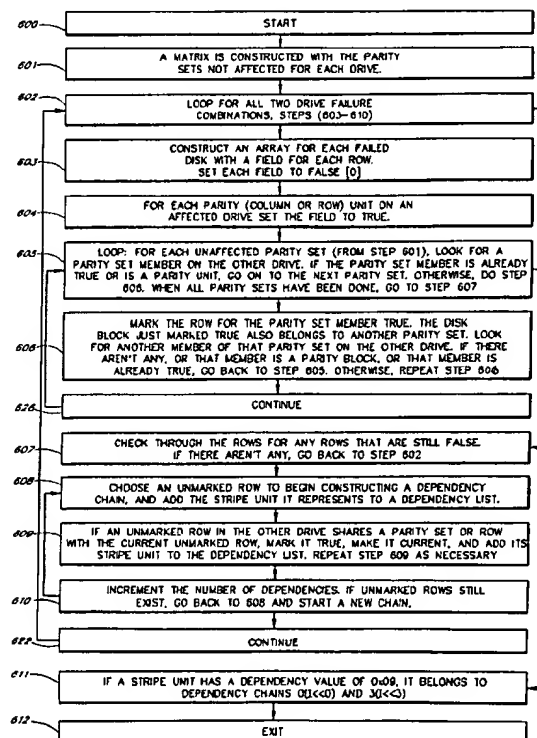 600
START
601
A MATRIX IS CONSTRUCTED WITH THE PARITY
SETS NOT AFFECTED FOR EACH DRIVE.
602
LOOP FOR ALL TWO DRIVE FAILURE
COMBINATIONS, STEPS (603-610)
603
CONSTRUCT AN ARRAY FOR EACH FAILED
DISK WITH A FIELD FOR EACH ROW.
SET EACH FIELD TO FALSE [0]
604
FOR EACH PARITY (COLUMN OR ROW) UNIT ON AN
AFFECTED DRIVE SET THE FIELD TO TRUE.
605
LOOP: FOR EACH UNAFFECTED PARITY SET (FROM STEP 601), LOOK FOR A
PARITY SET MEMBER ON THE OTHER DRIVE. IF THE PARITY SET MEMBER IS ALREADY
TRUE OR IS A PARITY UNIT, GO ON TO THE NEXT PARITY SET. OTHERWISE, DO STEP
606. WHEN ALL PARITY SETS HAVE BEEN DONE, GO TO STEP 607
606
MARK THE ROW FOR THE PARITY SET MEMBER TRUE. THE DISK
BLOCK JUST MARKED TRUE ALSO BELONGS TO ANOTHER PARITY SET. LOOK
FOR ANOTHER MEMBER OF THAT PARITY SET ON THE OTHER DRIVE. IF THERE
AREN'T ANY, OR THAT MEMBER IS A PARITY BLOCK, OR THAT MEMBER IS
ALREADY TRUE, GO BACK TO STEP 605. OTHERWISE, REPEAT STEP 606
626
CONTINUE
607
CHECK THROUGH THE ROWS FOR ANY ROWS THAT ARE STILL FALSE.
IF THERE AREN'T ANY, GO BACK TO STEP 602
608
CHOOSE AN UNMARKED ROW TO BEGIN CONSTRUCTING A DEPENDENCY
CHAIN, AND ADD THE STRIPE UNIT IT REPRESENTS TO A DEPENDENCY LIST.
609
IF AN UNMARKED ROW IN THE OTHER DRIVE SHARES A PARITY SET OR ROW
WITH THE CURRENT UNMARKED ROW, MARK IT TRUE, MAKE IT CURRENT, AND ADD ITS
STRIPE UNIT TO THE DEPENDENCY LIST. REPEAT STEP 609 AS NECESSARY
610
INCREMENT THE NUMBER OF DEPENDENCIES. IF UNMARKED ROWS STILL
EXIST, GO BACK TO 608 AND START A NEW CHAIN.
622
CONTINUE
611
IF A STRIPE UNIT HAS A DEPENDENCY VALUE OF 0x09, IT BELONGS TO
DEPENDENCY CHAINS 0(1<<0) AND 3(1<<3)
612
EXIT